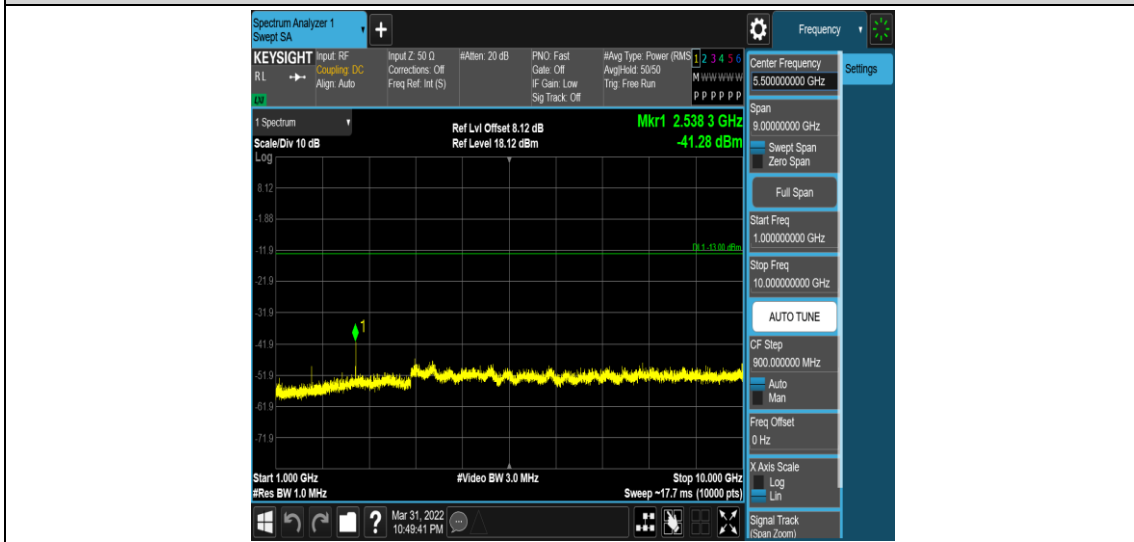 Spectrum Analyzer 1
Swept SA
+
Frequency
KEYSIGHT
RL
Input: RF
Coupling: DC
Align: Auto
Input Z: 50 Ω
Corrections: Off
Freq Ref: Int (S)
#Atten: 20 dB
PNO: Fast
Gate: Off
IF Gain: Low
Sig Track: Off
#Avg Type: Power (RMS
Avg|Hold: 50/50
Trig: Free Run
1 2 3 4 5 6
M W W W W W
P P P P P P
1 Spectrum
Scale/Div 10 dB
Log
Ref Lvl Offset 8.12 dB
Ref Level 18.12 dBm
Mkr1 2.538 3 GHz
-41.28 dBm
8.12
-1.88
-11.9
DL1 -13.00 dBm
-21.9
-31.9
1
-41.9
-51.9
-61.9
-71.9
Start 1.000 GHz
#Res BW 1.0 MHz
#Video BW 3.0 MHz
Stop 10.000 GHz
Sweep ~17.7 ms (10000 pts)
?
Mar 31, 2022
10:49:41 PM
Center Frequency
5.500000000 GHz
Settings
Span
9.00000000 GHz
Swept Span
Zero Span
Full Span
Start Freq
1.000000000 GHz
Stop Freq
10.000000000 GHz
AUTO TUNE
CF Step
900.000000 MHz
Auto
Man
Freq Offset
0 Hz
X Axis Scale
Log
Lin
Signal Track
(Span Zoom)